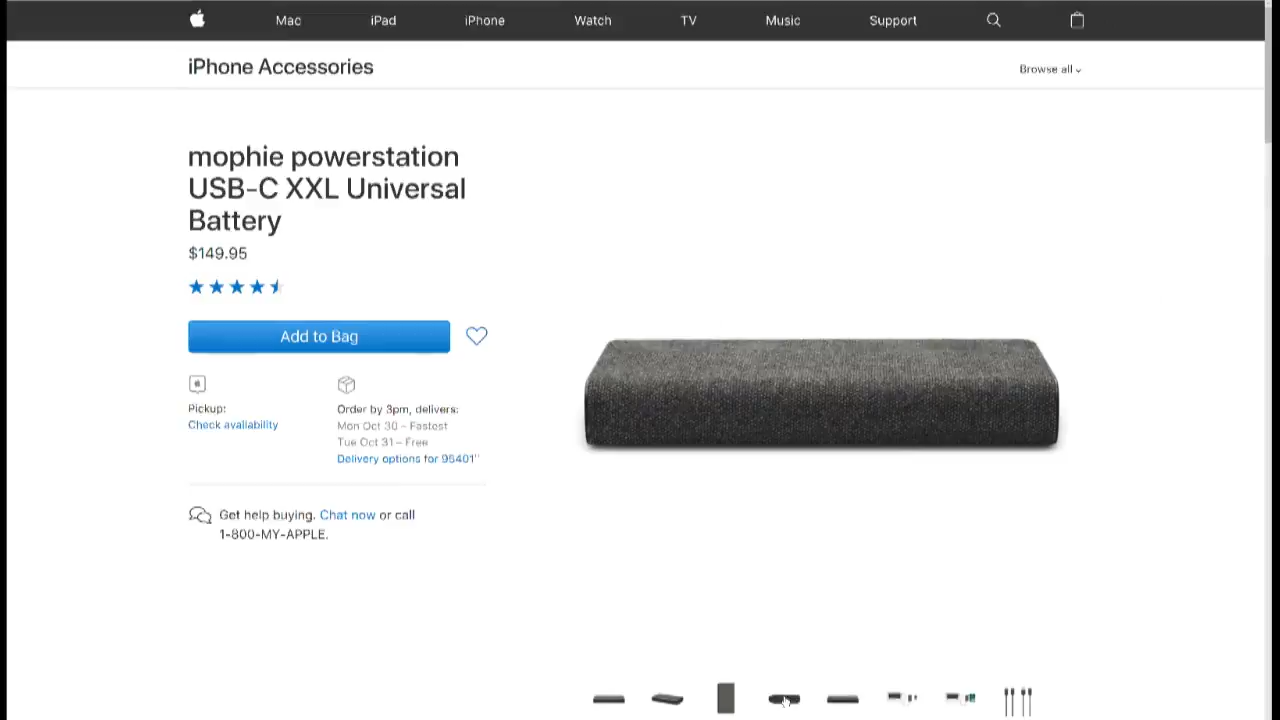 Mac iPad iPhone Watch TV Music Support
iPhone Accessories
Browse all
mophie powerstation
USB-C XXL Universal
Battery
$149.95
Add to Bag
Pickup:
Check availability
Order by 3pm, delivers:
Mon Oct 30 – Fastest
Tue Oct 31 – Free
Delivery options for 95401**
Get help buying. Chat now or call
1-800-MY-APPLE.